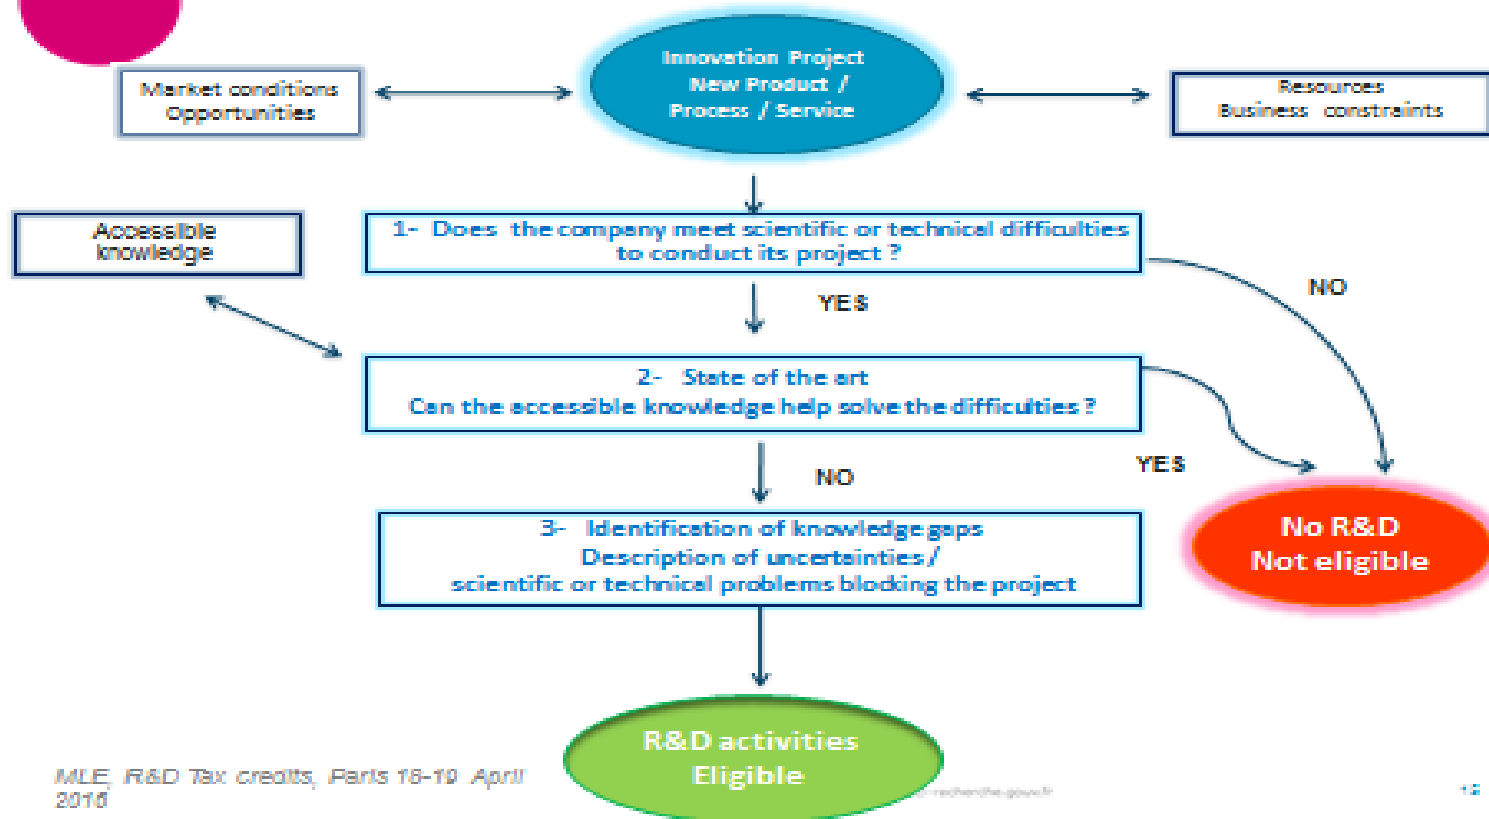 Innovation Project
New Product /
Process / Service
Market conditions
Opportunities
Resources
Business constraints
Accessible
knowledge
1- Does the company meet scientific or technical difficulties
to conduct its project ?
NO
YES
2- State of the art
Can the accessible knowledge help solve the difficulties ?
YES
NO
3- Identification of knowledge gaps
Description of uncertainties /
scientific or technical problems blocking the project
No R&D
Not eligible
R&D activities
Eligible
MLE, R&D Tax credits, Paris 18-19 April
recherche.gouv.fr